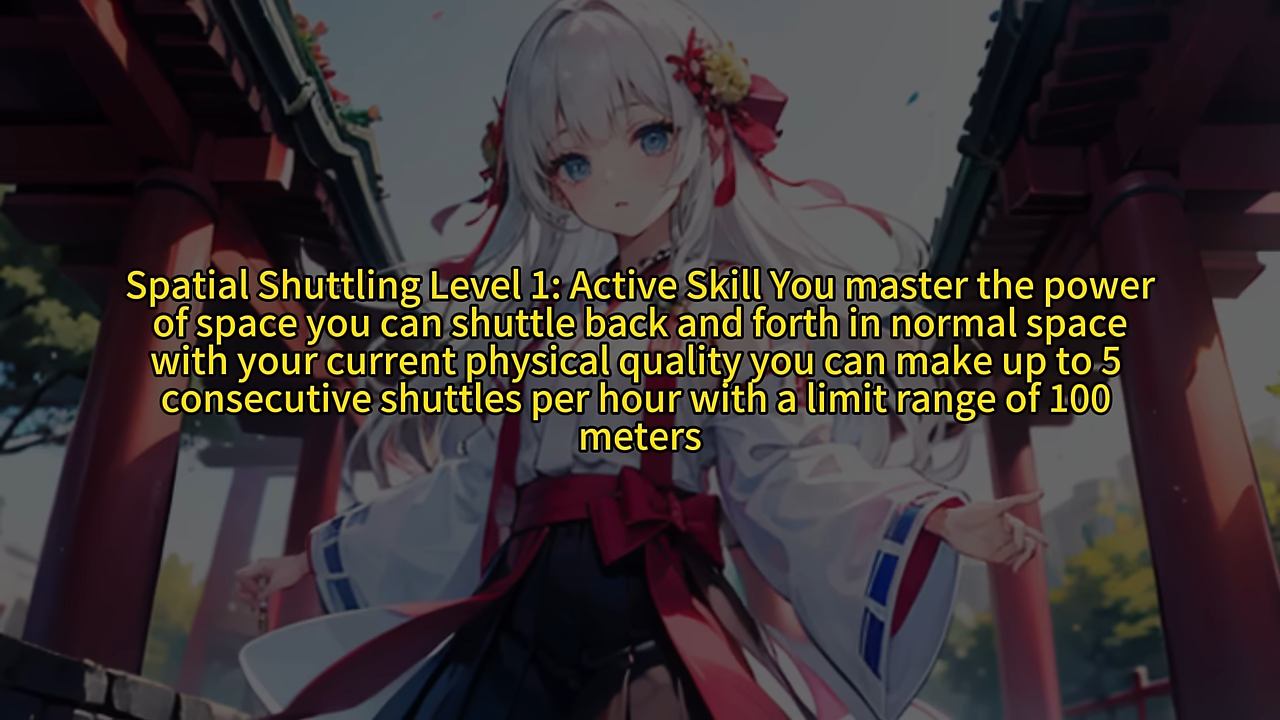 Spatial Shuttling Level 1: Active Skill You master the power
of space you can shuttle back and forth in normal space
with your current physical quality you can make up to 5
consecutive shuttles per hour with a limit range of 100
meters